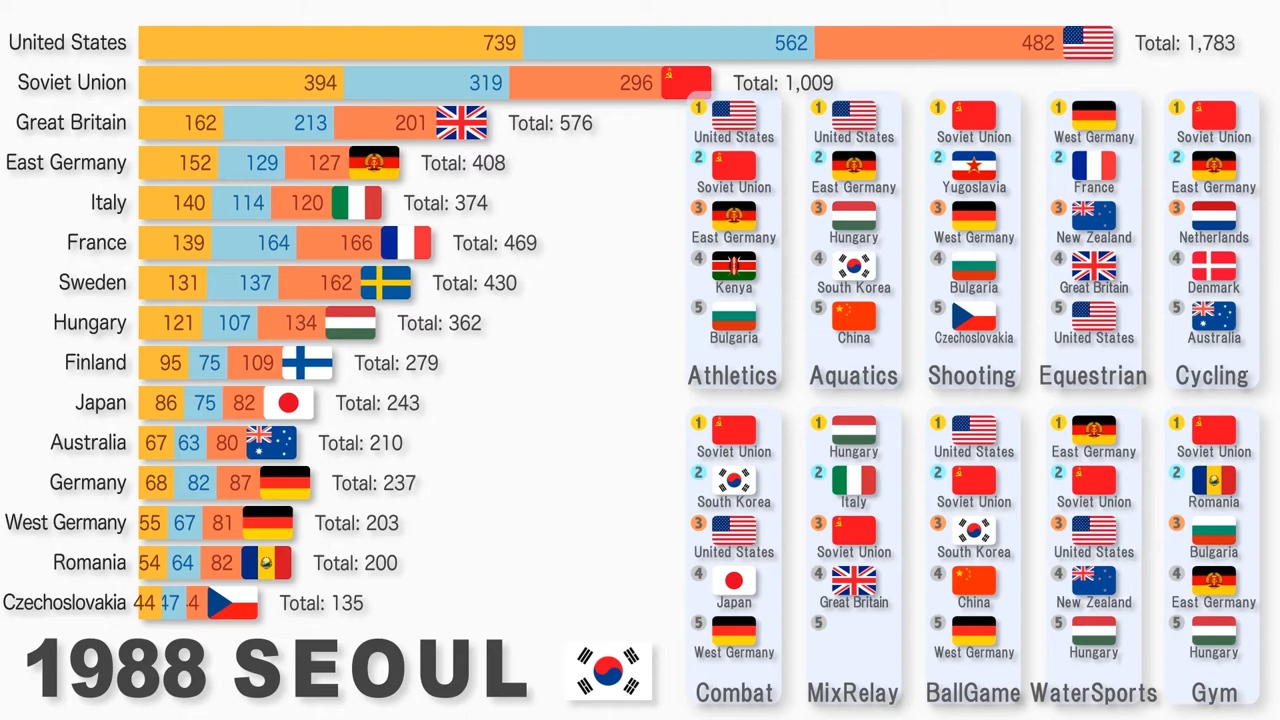 United States 739 562 482 Total: 1,783
Soviet Union 394 319 296 Total: 1,009
Great Britain 162 213 201 Total: 576
East Germany 152 129 127 Total: 408
Italy 140 114 120 Total: 374
France 139 164 166 Total: 469
Sweden 131 137 162 Total: 430
Hungary 121 107 134 Total: 362
Finland 95 75 109 Total: 279
Japan 86 75 82 Total: 243
Australia 67 63 80 Total: 210
Germany 68 82 87 Total: 237
West Germany 55 67 81 Total: 203
Romania 54 64 82 Total: 200
Czechoslovakia 44 47 4 Total: 135
1988 SEOUL
1 United States
2 Soviet Union
3 East Germany
4 Kenya
5 Bulgaria
Athletics
1 United States
2 East Germany
3 Hungary
4 South Korea
5 China
Aquatics
1 Soviet Union
2 Yugoslavia
3 West Germany
4 Bulgaria
5 Czechoslovakia
Shooting
1 West Germany
2 France
3 New Zealand
4 Great Britain
5 United States
Equestrian
1 Soviet Union
2 East Germany
3 Netherlands
4 Denmark
5 Australia
Cycling
1 Soviet Union
2 South Korea
3 United States
4 Japan
5 West Germany
Combat
1 Hungary
2 Italy
3 Soviet Union
4 Great Britain
5
MixRelay
1 United States
2 Soviet Union
3 South Korea
4 China
5 West Germany
BallGame
1 East Germany
2 Soviet Union
3 United States
4 New Zealand
5 Hungary
WaterSports
1 Soviet Union
2 Romania
3 Bulgaria
4 East Germany
5 Hungary
Gym